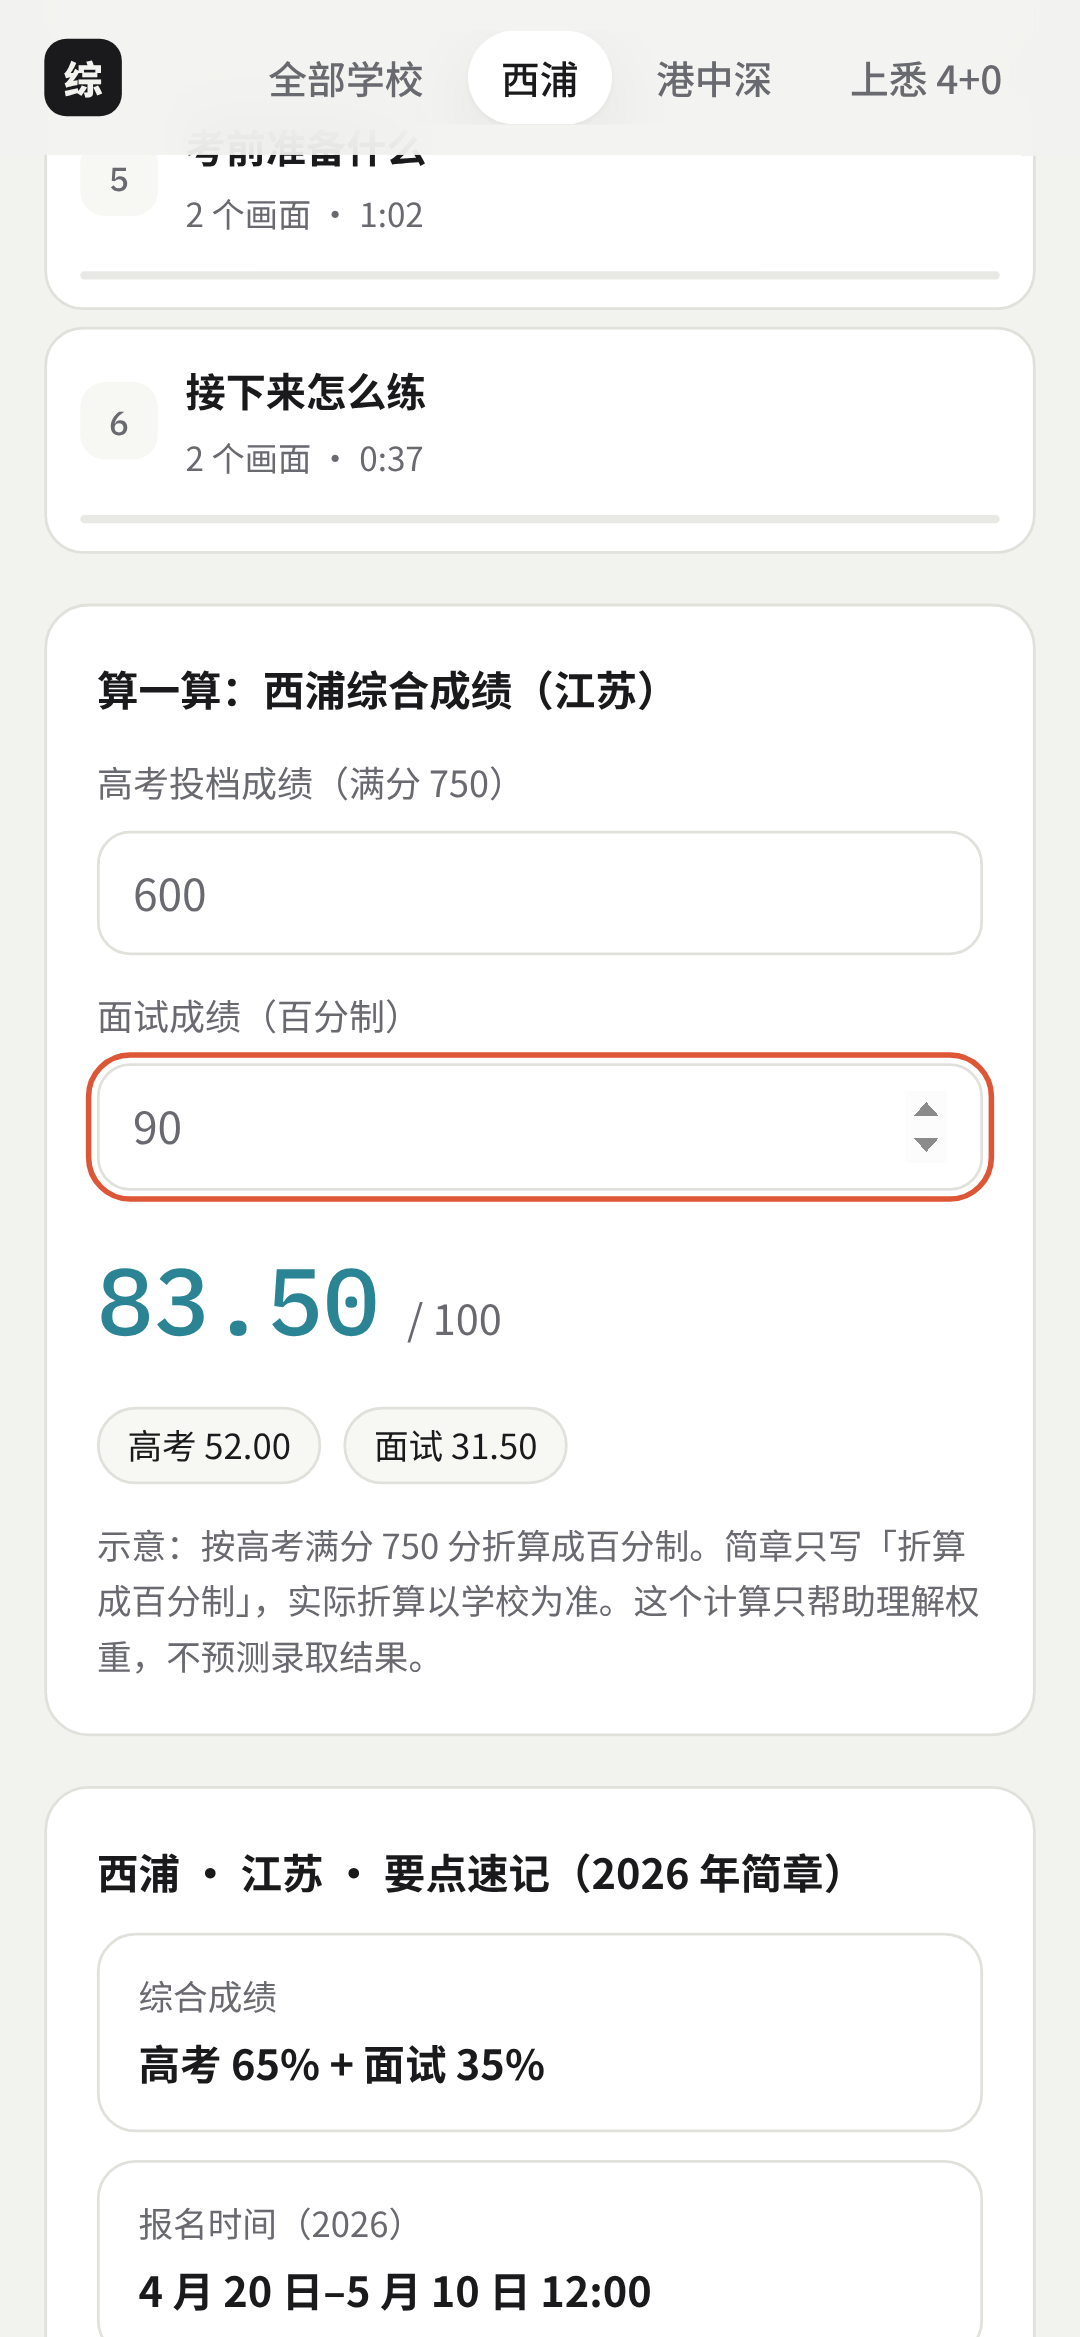 综
全部学校
西浦
港中深
上悉 4+0
5
考前准备什么
2 个画面 • 1:02
6
接下来怎么练
2 个画面 • 0:37
算一算：西浦综合成绩（江苏）
高考投档成绩（满分 750）
600
面试成绩（百分制）
90
83.50 / 100
高考 52.00
面试 31.50
示意：按高考满分 750 分折算成百分制。简章只写「折算
成百分制」，实际折算以学校为准。这个计算只帮助理解权
重，不预测录取结果。
西浦 • 江苏 • 要点速记（2026 年简章）
综合成绩
高考 65% + 面试 35%
报名时间（2026）
4 月 20 日–5 月 10 日 12:00